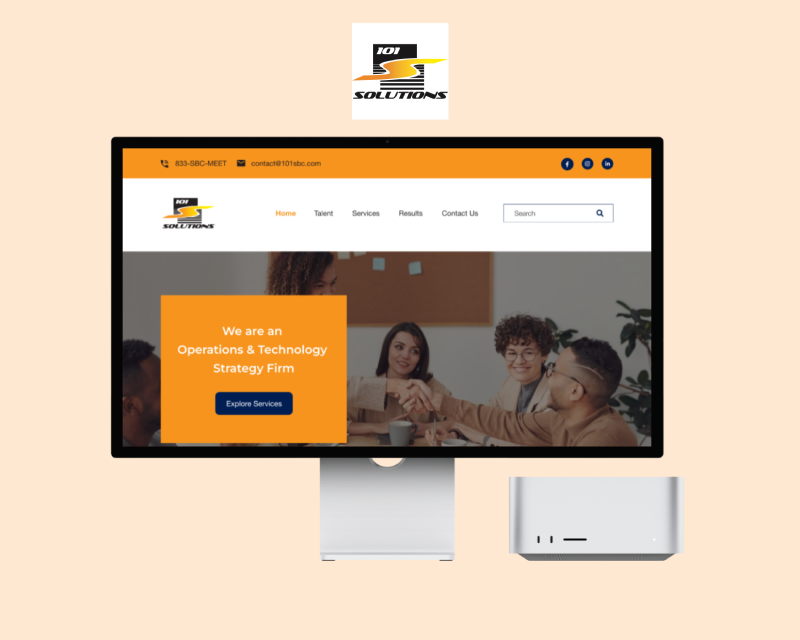 101
SOLUTIONS
833-SBC-MEET contact@101sbc.com
101
SOLUTIONS
Home Talent Services Results Contact Us Search
We are an
Operations & Technology
Strategy Firm
Explore Services